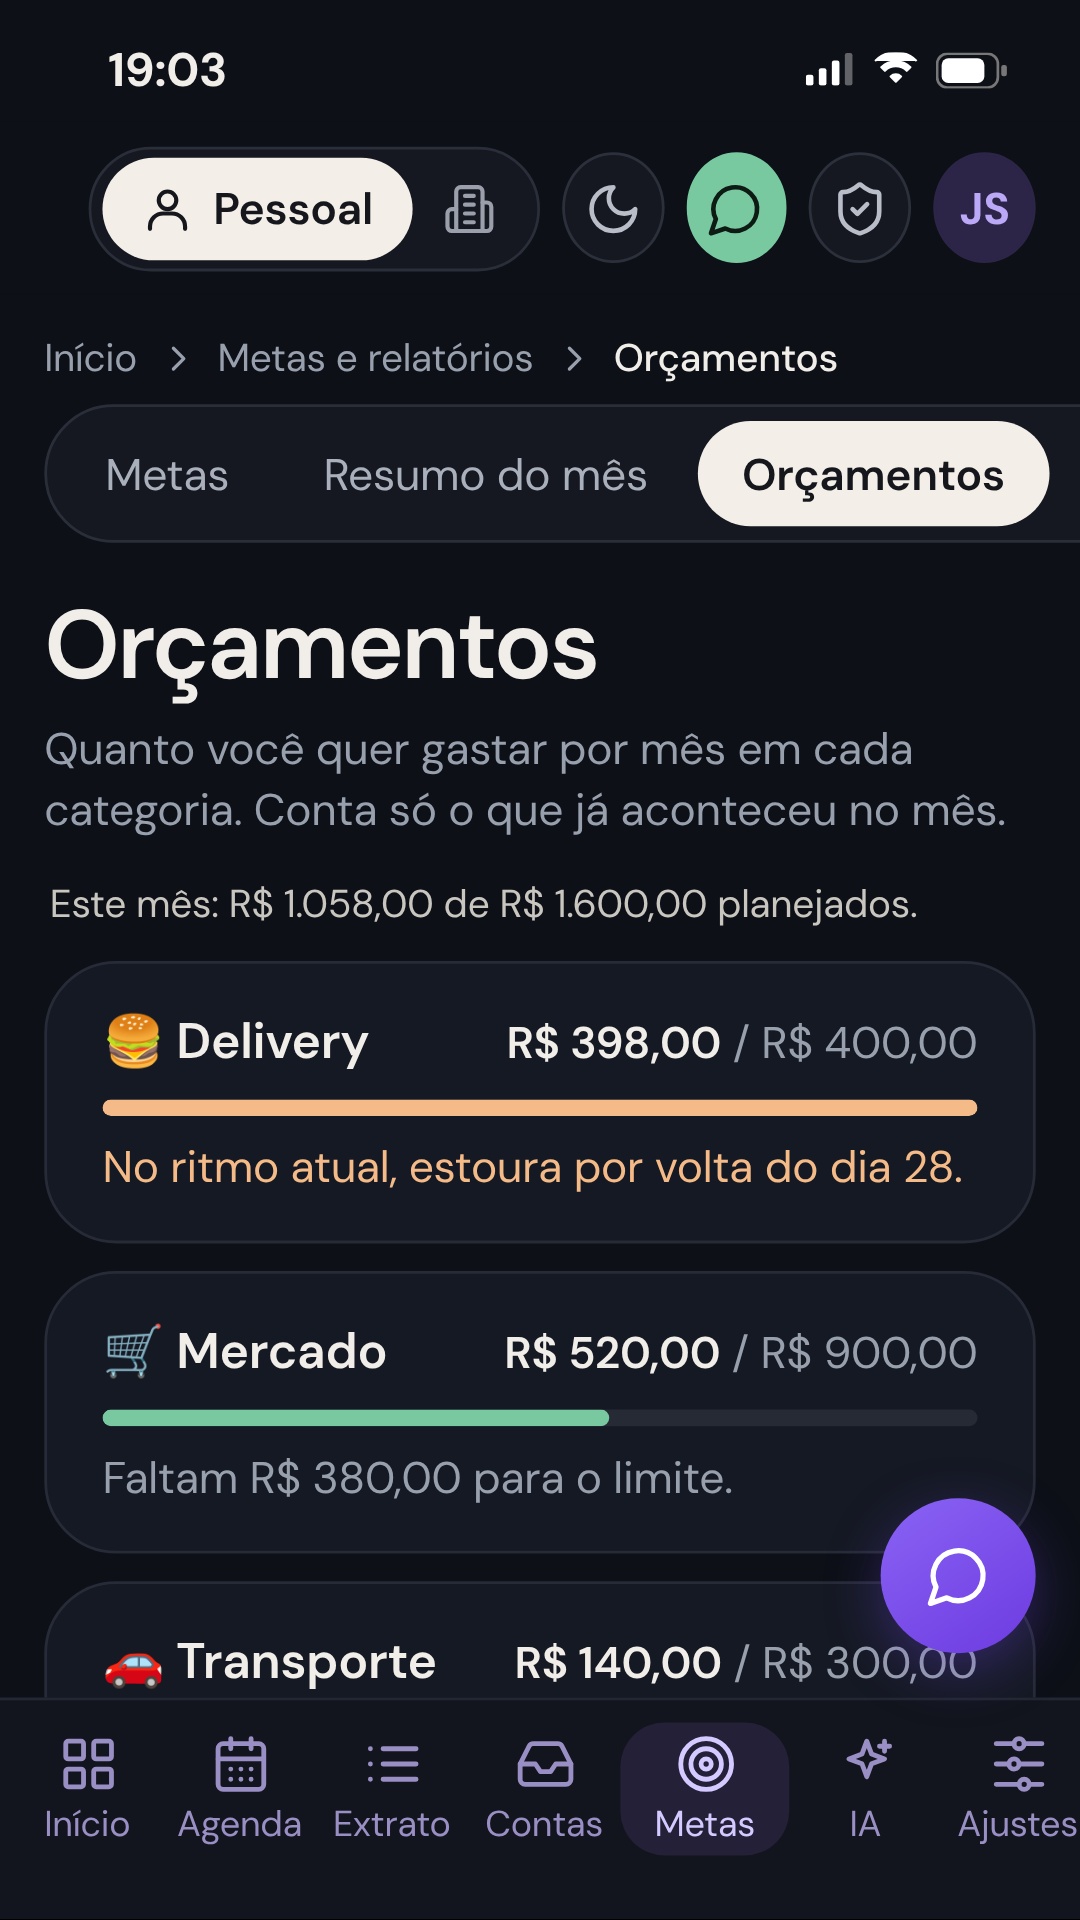 19:03
Pessoal
JS
Início > Metas e relatórios > Orçamentos
Metas Resumo do mês Orçamentos
Orçamentos
Quanto você quer gastar por mês em cada
categoria. Conta só o que já aconteceu no mês.
Este mês: R$ 1.058,00 de R$ 1.600,00 planejados.
Delivery R$ 398,00 / R$ 400,00
No ritmo atual, estoura por volta do dia 28.
Mercado R$ 520,00 / R$ 900,00
Faltam R$ 380,00 para o limite.
Transporte R$ 140,00 / R$ 300,00
Início Agenda Extrato Contas Metas IA Ajustes